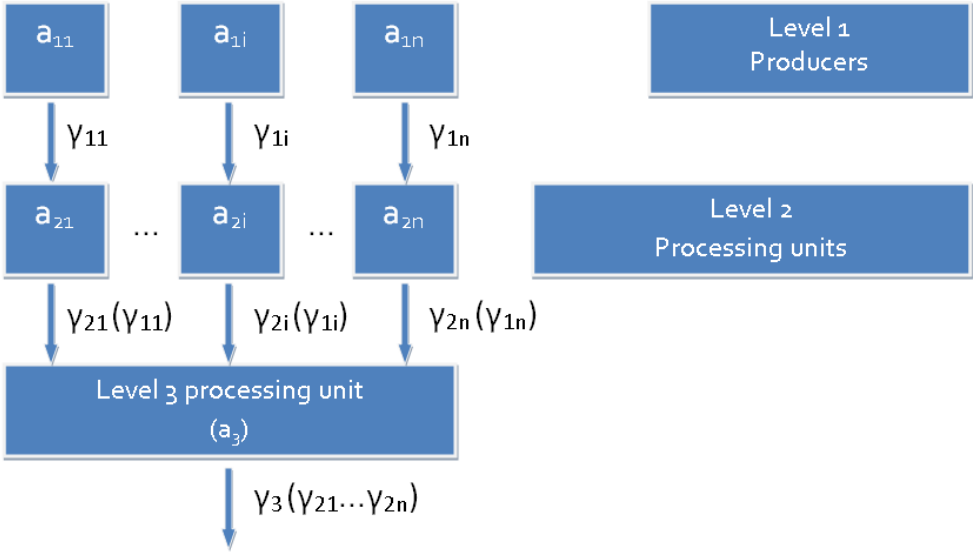 a₁₁ a₁ᵢ a₁ₙ
Level 1
Producers
γ₁₁ γ₁ᵢ γ₁ₙ
a₂₁ ... a₂ᵢ ... a₂ₙ
Level 2
Processing units
γ₂₁(γ₁₁) γ₂ᵢ(γ₁ᵢ) γ₂ₙ(γ₁ₙ)
Level 3 processing unit
(a₃)
γ₃(γ₂₁...γ₂ₙ)